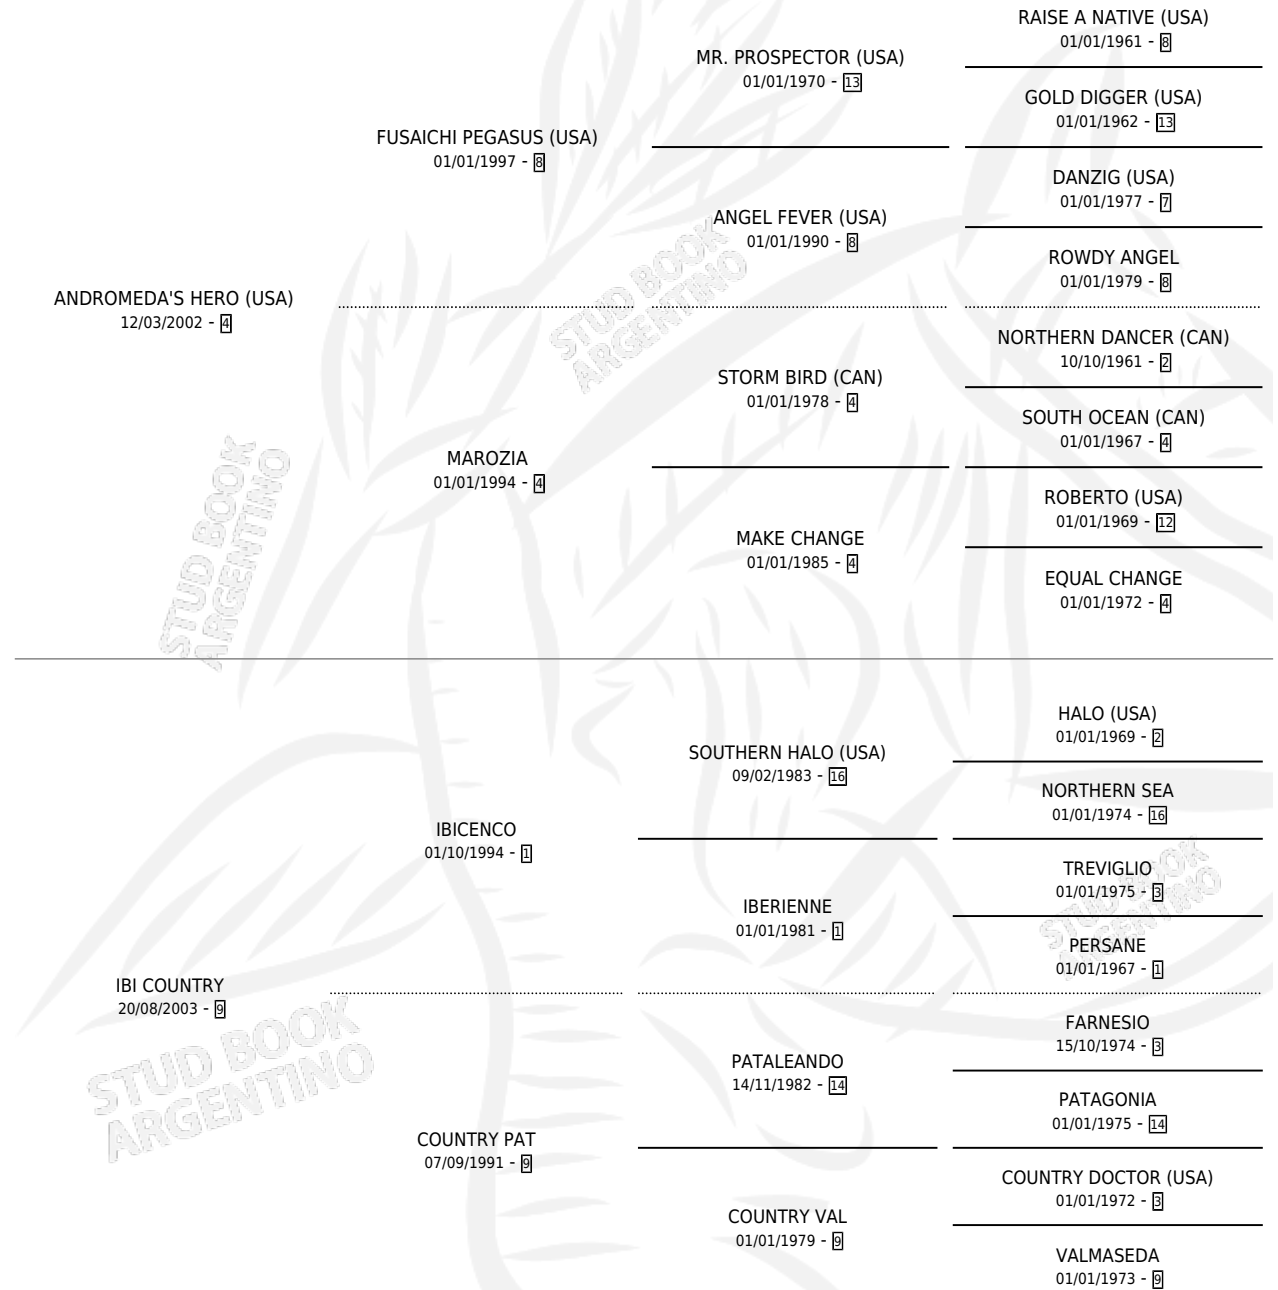 RAISE A NATIVE (USA)
01/01/1961 - 8
MR. PROSPECTOR (USA)
01/01/1970 - 13
GOLD DIGGER (USA)
01/01/1962 - 13
FUSAICHI PEGASUS (USA)
01/01/1997 - 8
DANZIG (USA)
01/01/1977 - 7
ANGEL FEVER (USA)
01/01/1990 - 8
ROWDY ANGEL
01/01/1979 - 8
ANDROMEDA'S HERO (USA)
12/03/2002 - 4
STUD BOOK
ARGENTINO
NORTHERN DANCER (CAN)
10/10/1961 - 2
STORM BIRD (CAN)
01/01/1978 - 4
SOUTH OCEAN (CAN)
01/01/1967 - 4
MAROZIA
01/01/1994 - 4
ROBERTO (USA)
01/01/1969 - 12
MAKE CHANGE
01/01/1985 - 4
EQUAL CHANGE
01/01/1972 - 4
STUD BOOK
ARGENTINO
HALO (USA)
01/01/1969 - 2
SOUTHERN HALO (USA)
09/02/1983 - 16
NORTHERN SEA
01/01/1974 - 16
IBICENCO
01/10/1994 - 1
TREVIGLIO
01/01/1975 - 3
IBERIENNE
01/01/1981 - 1
STUD BOOK
ARGENTINO
PERSANE
01/01/1967 - 1
IBI COUNTRY
20/08/2003 - 9
FARNESIO
15/10/1974 - 3
PATALEANDO
14/11/1982 - 14
STUD BOOK
ARGENTINO
PATAGONIA
01/01/1975 - 14
COUNTRY PAT
07/09/1991 - 9
COUNTRY DOCTOR (USA)
01/01/1972 - 3
COUNTRY VAL
01/01/1979 - 9
VALMASEDA
01/01/1973 - 9